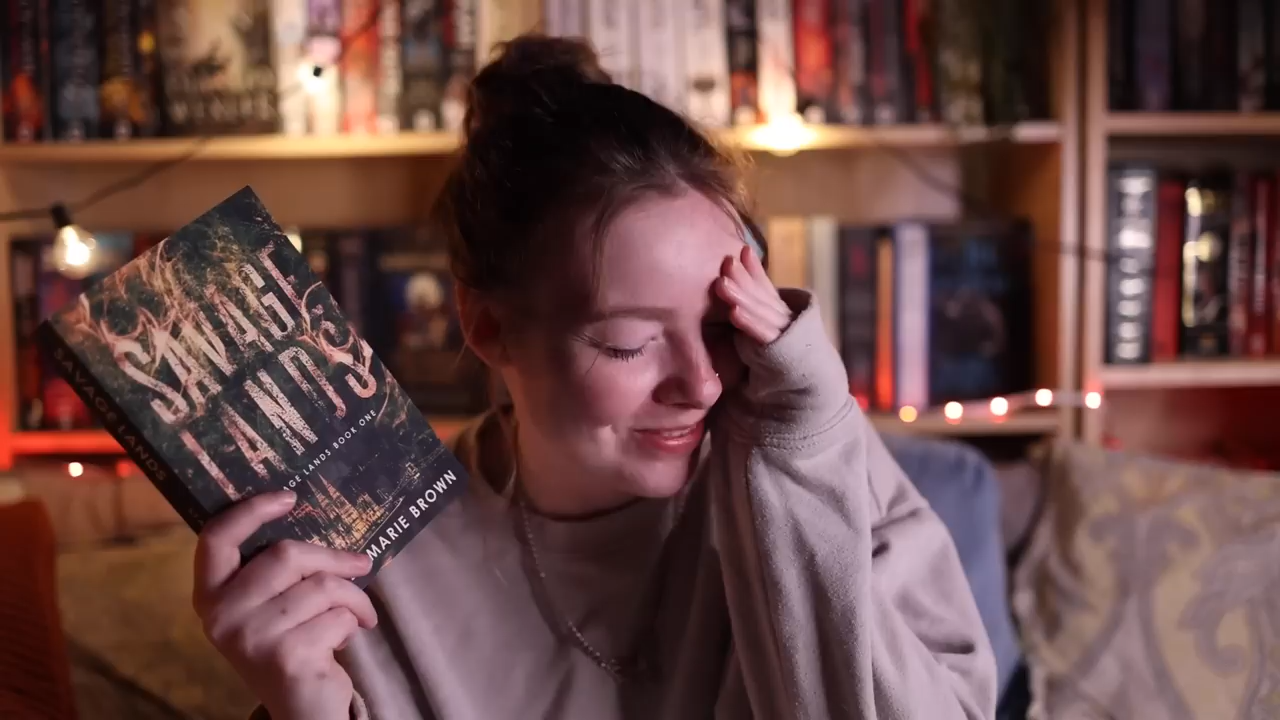 SAVAGE
LANDS
AGE LANDS BOOK ONE
MARIE BROWN
SAVAGE LANDS